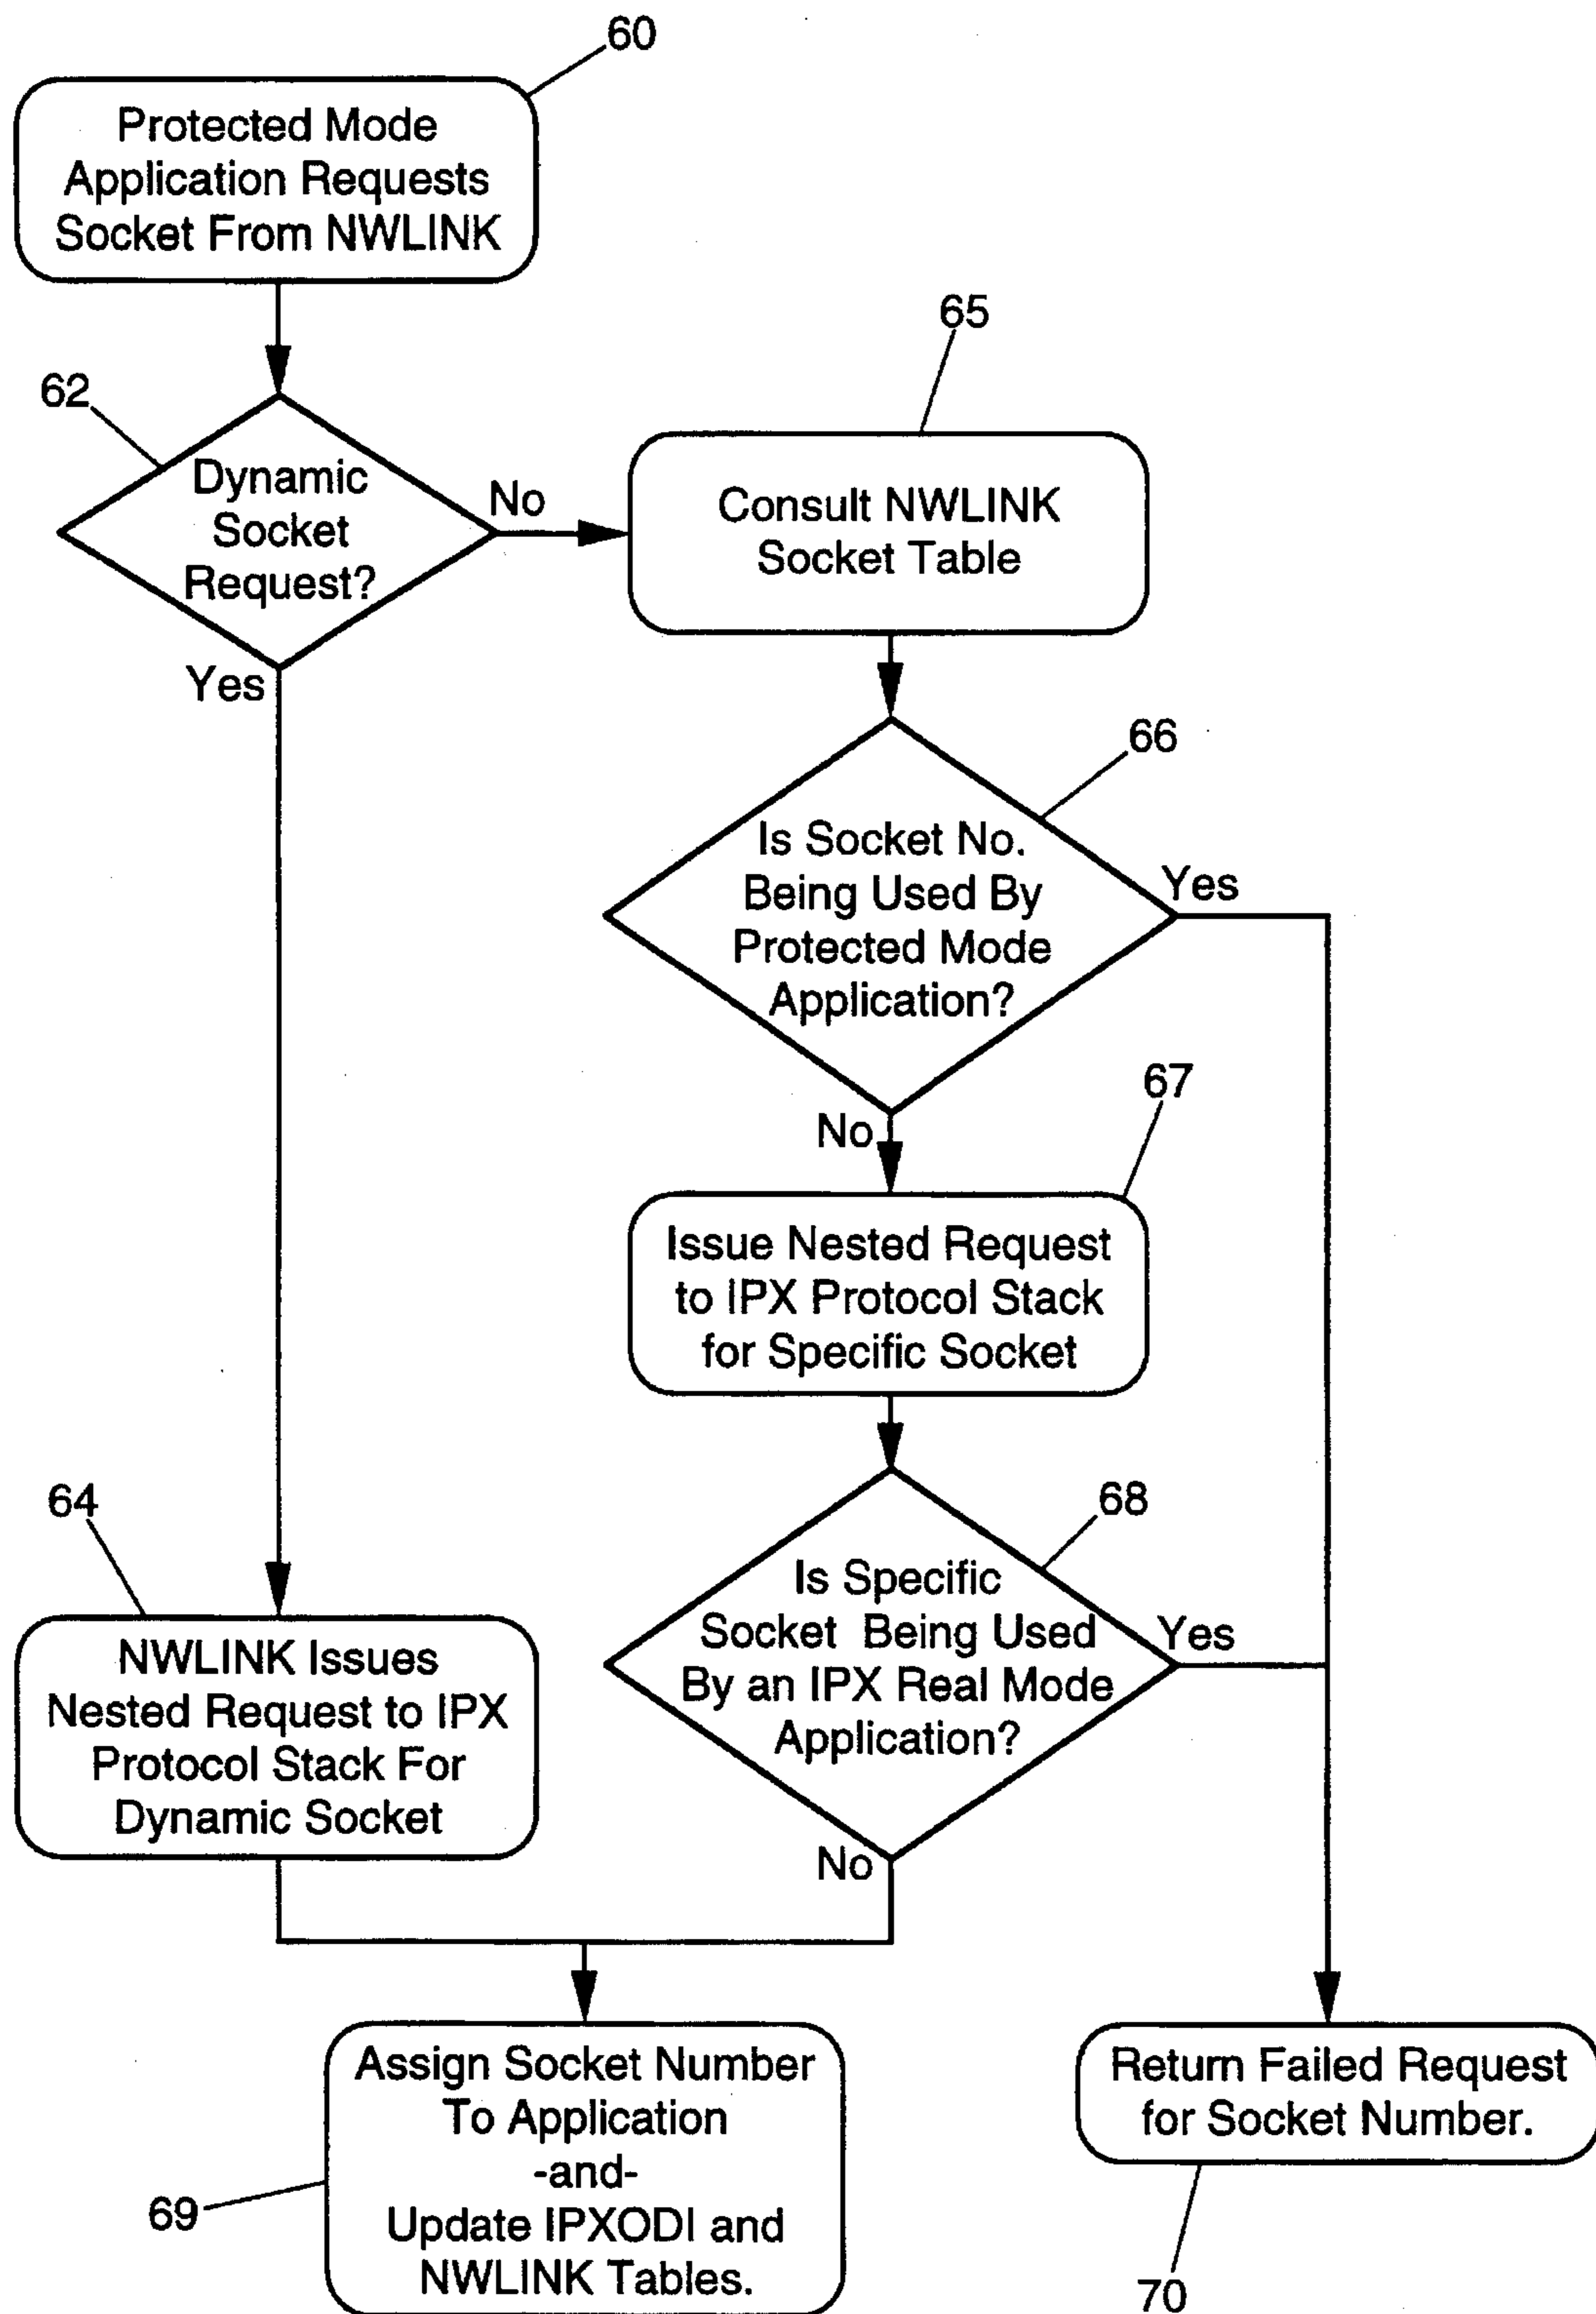 60
Protected Mode
Application Requests
Socket From NWLINK
62
Dynamic
Socket
Request?
No
Yes
65
Consult NWLINK
Socket Table
66
Is Socket No.
Being Used By
Protected Mode
Application?
Yes
No
67
Issue Nested Request
to IPX Protocol Stack
for Specific Socket
68
Is Specific
Socket Being Used
By an IPX Real Mode
Application?
Yes
No
64
NWLINK Issues
Nested Request to IPX
Protocol Stack For
Dynamic Socket
69
Assign Socket Number
To Application
-and-
Update IPXODI and
NWLINK Tables.
Return Failed Request
for Socket Number.
70